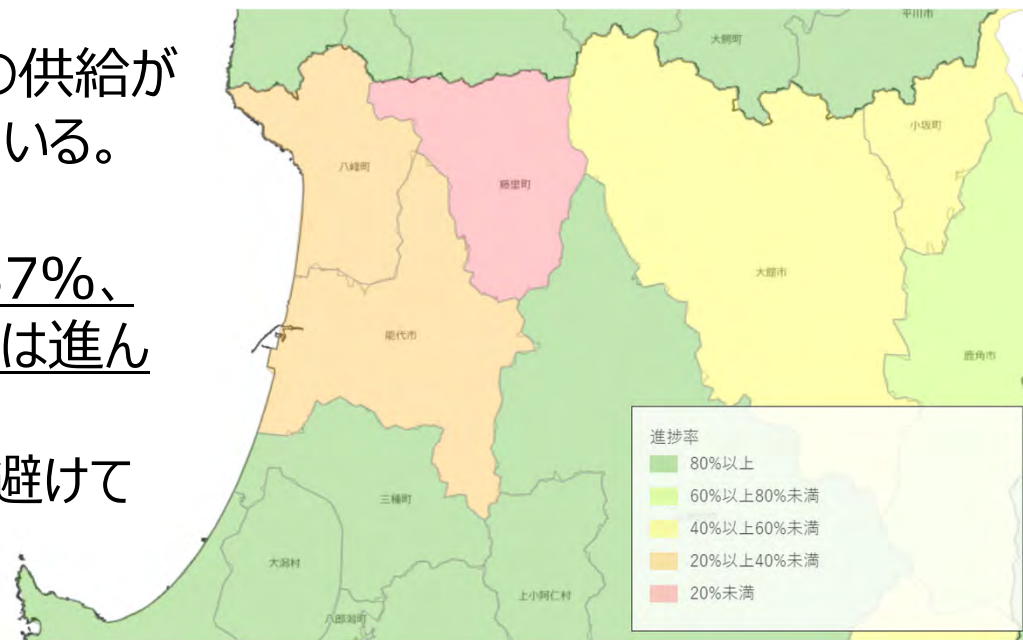 の供給が
いる。
7%、
は進ん
避けて
平川市
大鰐町
小坂町
八峰町
藤里町
大館市
能代市
鹿角市
三種町
大潟村
八郎潟町
上小阿仁村
進捗率
80%以上
60%以上80%未満
40%以上60%未満
20%以上40%未満
20%未満